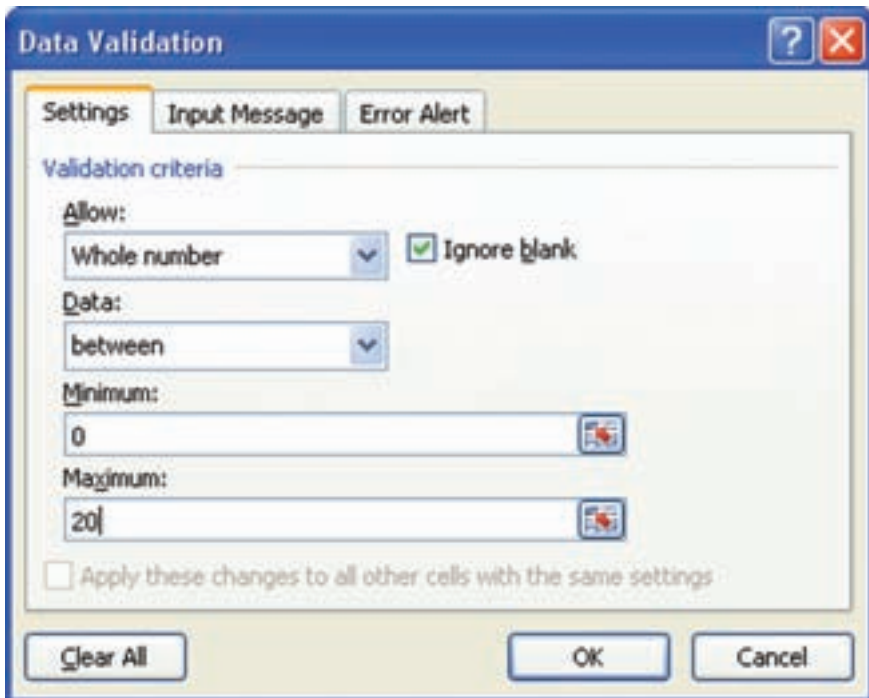 Data Validation
Settings Input Message Error Alert
Validation criteria
Allow:
Whole number Ignore blank
Data:
between
Minimum:
0
Maximum:
20
Apply these changes to all other cells with the same settings
Clear All OK Cancel